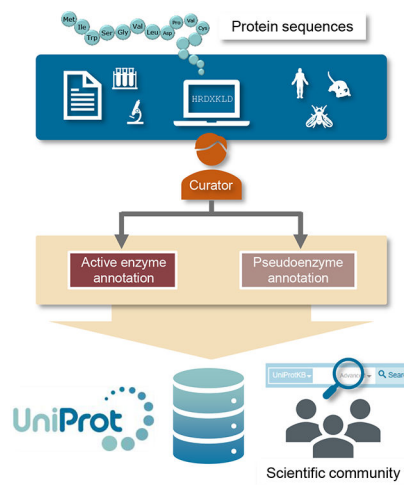 Met
Ile
Trp
Ser
Gly
Val
Leu
Asp
Pro
Val
Cys
Protein sequences
HRDXKLD
Curator
Active enzyme
annotation
Pseudoenzyme
annotation
UniProt
UniProtKB
Advanced
Sear
Scientific community